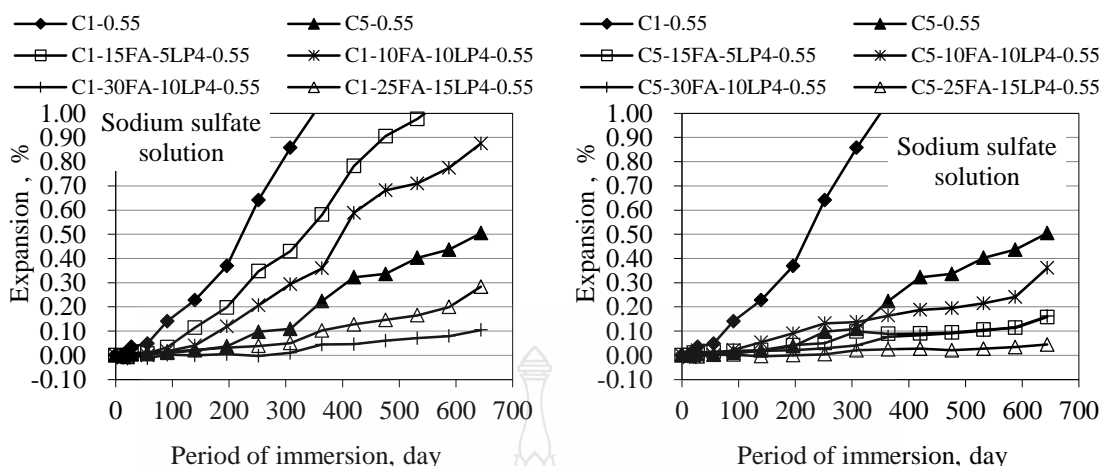 C1-0.55 C5-0.55
C1-15FA-5LP4-0.55 C1-10FA-10LP4-0.55
C1-30FA-10LP4-0.55 C1-25FA-15LP4-0.55
Expansion , %
1.00
0.90
0.80
0.70
0.60
0.50
0.40
0.30
0.20
0.10
0.00
-0.10
Sodium sulfate
solution
0 100 200 300 400 500 600 700
Period of immersion, day
C1-0.55 C5-0.55
C5-15FA-5LP4-0.55 C5-10FA-10LP4-0.55
C5-30FA-10LP4-0.55 C5-25FA-15LP4-0.55
Expansion , %
1.00
0.90
0.80
0.70
0.60
0.50
0.40
0.30
0.20
0.10
0.00
-0.10
Sodium sulfate
solution
0 100 200 300 400 500 600 700
Period of immersion, day